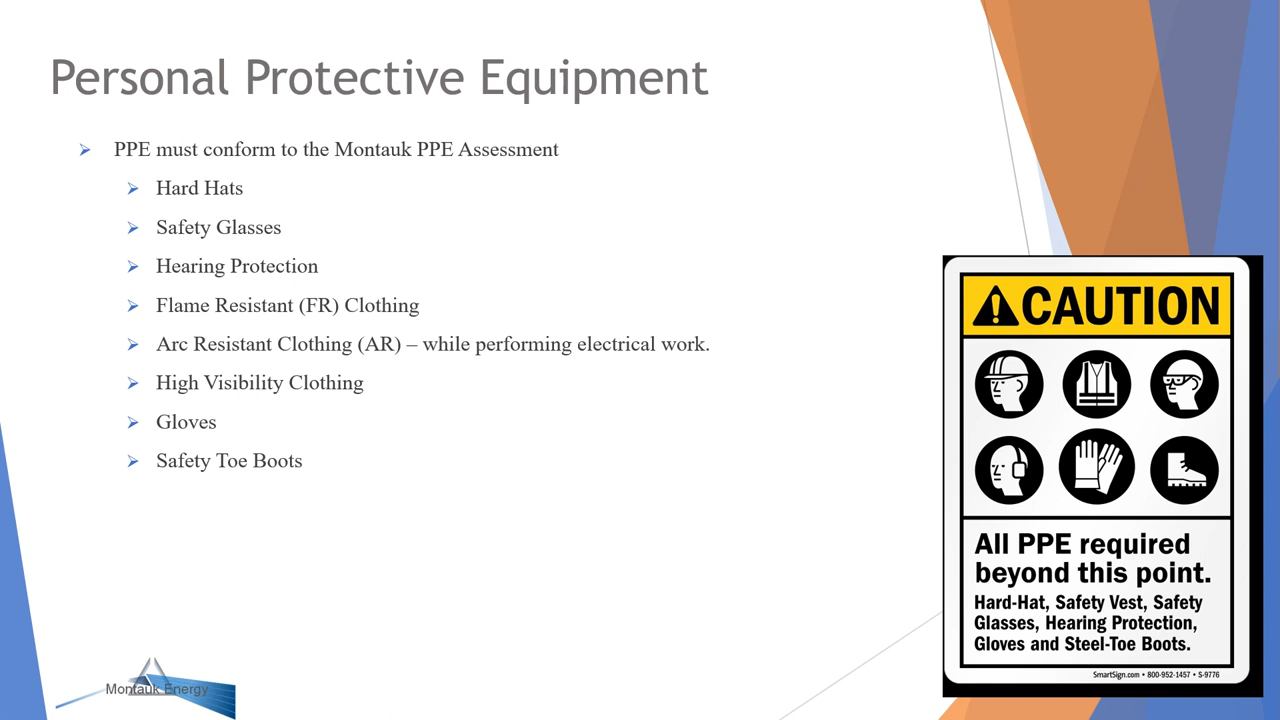 Personal Protective Equipment
PPE must conform to the Montauk PPE Assessment
Hard Hats
Safety Glasses
Hearing Protection
Flame Resistant (FR) Clothing
Arc Resistant Clothing (AR) – while performing electrical work.
High Visibility Clothing
Gloves
Safety Toe Boots
CAUTION
All PPE required
beyond this point.
Hard-Hat, Safety Vest, Safety
Glasses, Hearing Protection,
Gloves and Steel-Toe Boots.
SmartSign.com • 800-952-1457 • S-9776
Montauk Energy